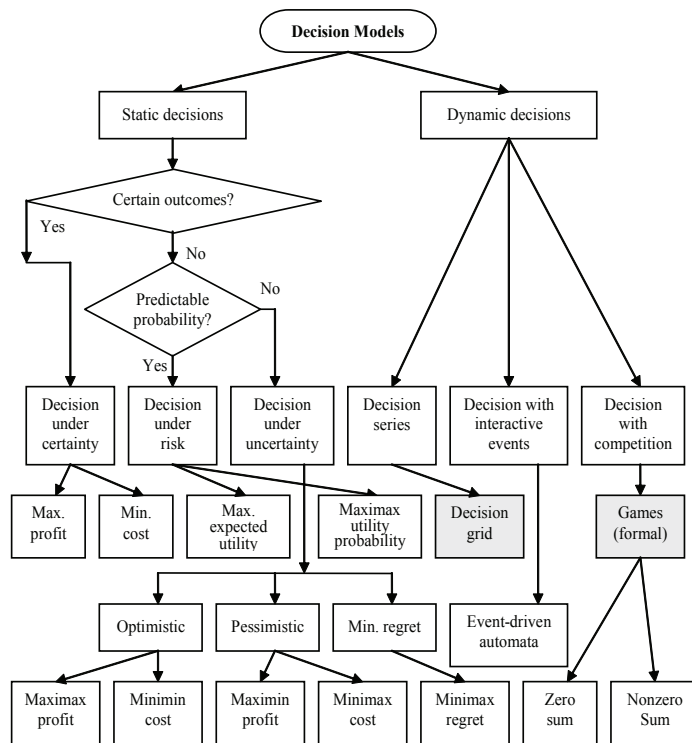 Decision Models
Static decisions
Dynamic decisions
Certain outcomes?
Yes
No
Predictable
probability?
No
Yes
Decision
under
certainty
Decision
under
risk
Decision
under
uncertainty
Decision
series
Decision with
interactive
events
Decision
with
competition
Max.
profit
Min.
cost
Max.
expected
utility
Maximax
utility
probability
Decision
grid
Games
(formal)
Optimistic
Pessimistic
Min. regret
Event-driven
automata
Maximax
profit
Minimin
cost
Maximin
profit
Minimax
cost
Minimax
regret
Zero
sum
Nonzero
Sum